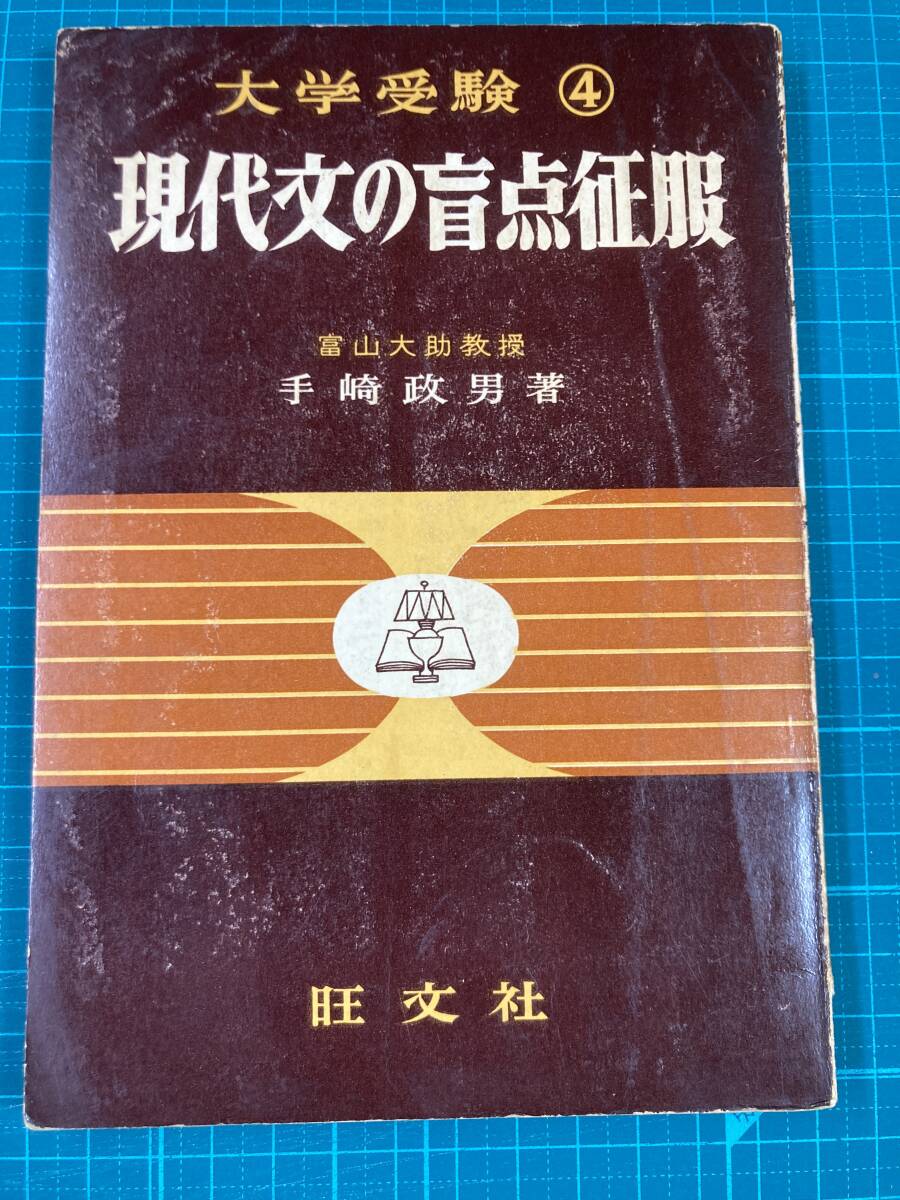 大学受験 ④
現代文の盲点征服
富山大助教授
手崎政男著
旺文社